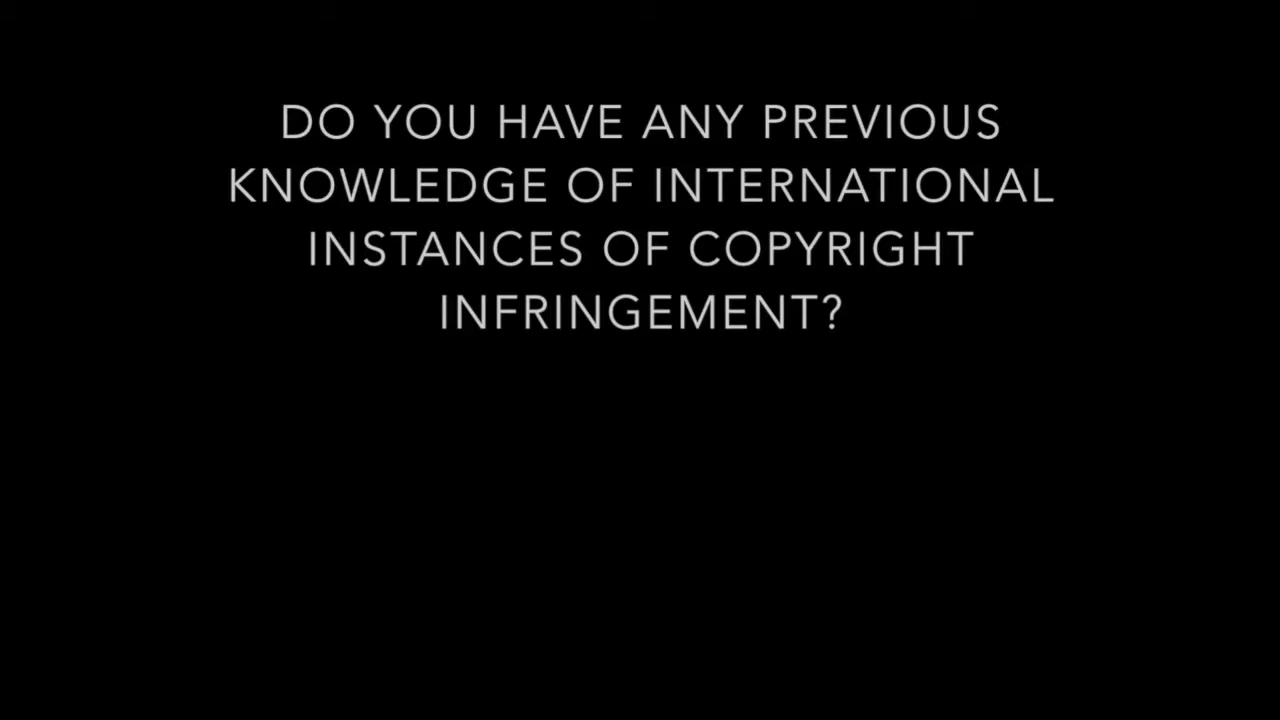 DO YOU HAVE ANY PREVIOUS
KNOWLEDGE OF INTERNATIONAL
INSTANCES OF COPYRIGHT
INFRINGEMENT?